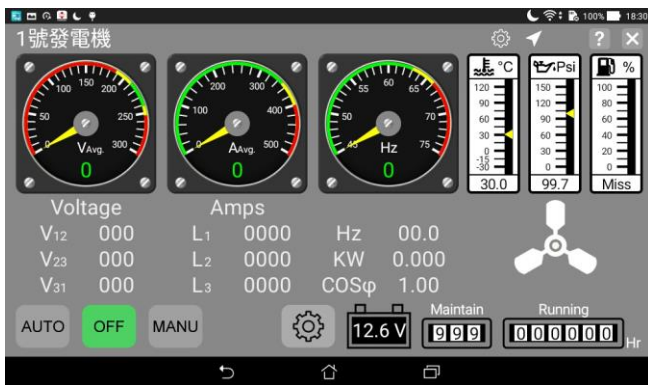 100% 18:30
1號發電機
? ×
0 50 100 150 200 250 300
VAvg.
0
0 100 200 300 400 500
AAvg.
0
45 50 55 60 65 70 75
Hz
0
°C
120
90
60
30
0
-15
-30
30.0
Psi
150
120
90
60
30
0
99.7
%
100
80
60
40
20
0
Miss
Voltage Amps
V12 000 L1 0000 Hz 00.0
V23 000 L2 0000 KW 0.000
V31 000 L3 0000 COSφ 1.00
Maintain Running
AUTO OFF MANU 12.6 V 999 000000 Hr